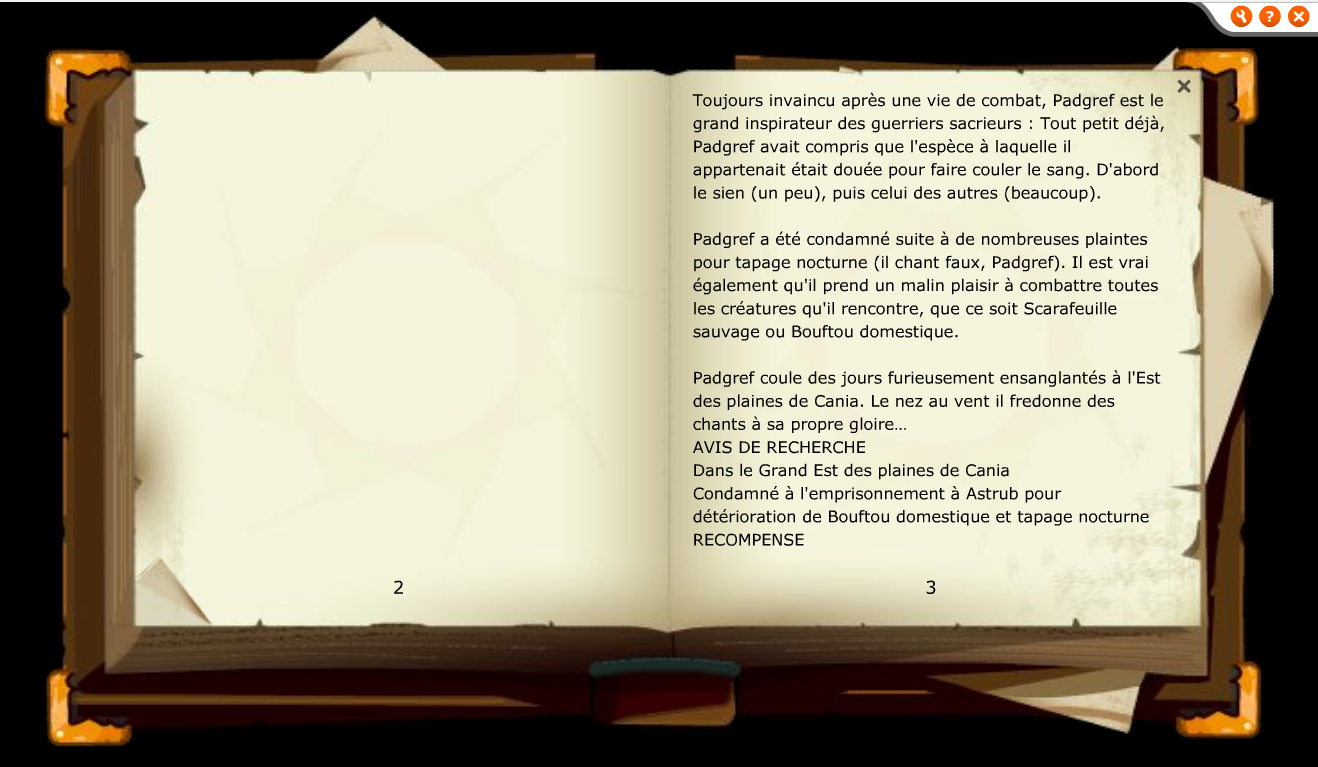 Toujours invaincu après une vie de combat, Padgref est le
grand inspirateur des guerriers sacrieurs : Tout petit déjà,
Padgref avait compris que l'espèce à laquelle il
appartenait était douée pour faire couler le sang. D'abord
le sien (un peu), puis celui des autres (beaucoup).
Padgref a été condamné suite à de nombreuses plaintes
pour tapage nocturne (il chant faux, Padgref). Il est vrai
également qu'il prend un malin plaisir à combattre toutes
les créatures qu'il rencontre, que ce soit Scarafeuille
sauvage ou Bouftou domestique.
Padgref coule des jours furieusement ensanglantés à l'Est
des plaines de Cania. Le nez au vent il fredonne des
chants à sa propre gloire…
AVIS DE RECHERCHE
Dans le Grand Est des plaines de Cania
Condamné à l'emprisonnement à Astrub pour
détérioration de Bouftou domestique et tapage nocturne
RECOMPENSE
2
3